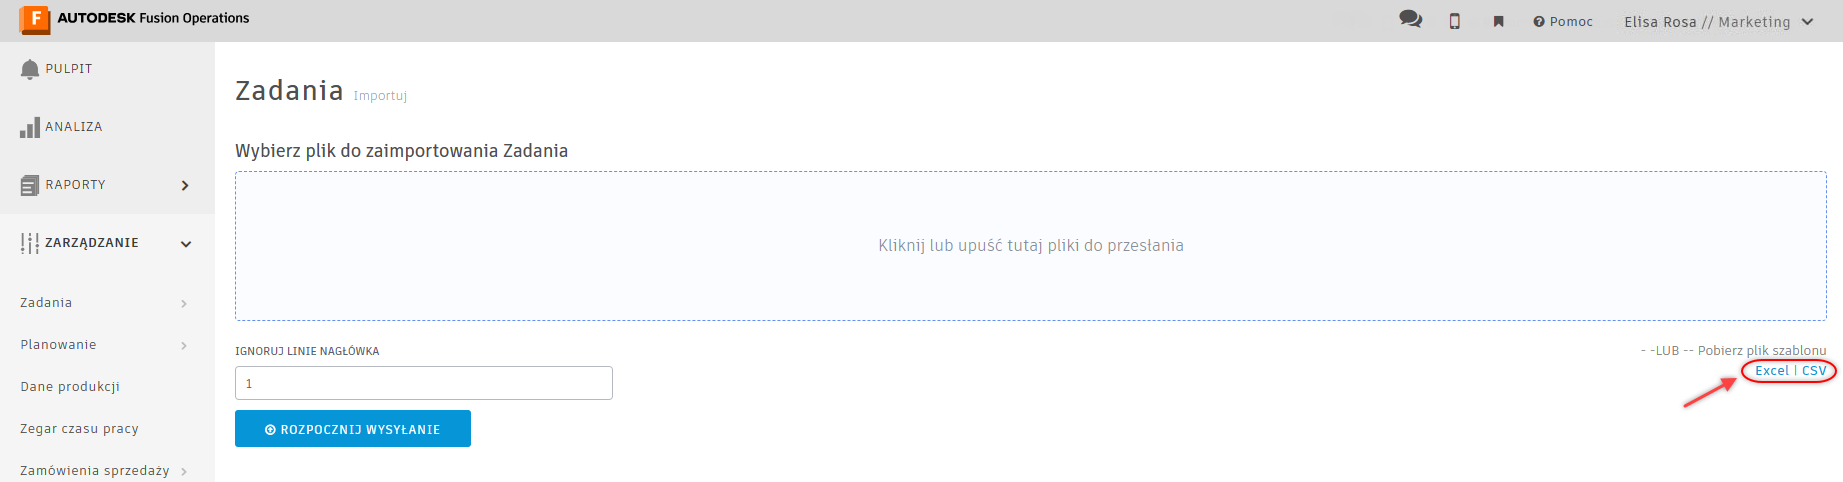 F AUTODESK Fusion Operations
Pomoc
Elisa Rosa // Marketing
PULPIT
ANALIZA
RAPORTY
ZARZĄDZANIE
Zadania
Planowanie
Dane produkcji
Zegar czasu pracy
Zamówienia sprzedaży
Zadania Importuj
Wybierz plik do zaimportowania Zadania
Kliknij lub upuść tutaj pliki do przesłania
IGNORUJ LINIE NAGŁÓWKA
1
ROZPOCZNIJ WYSYŁANIE
- -LUB -- Pobierz plik szablonu
Excel | CSV